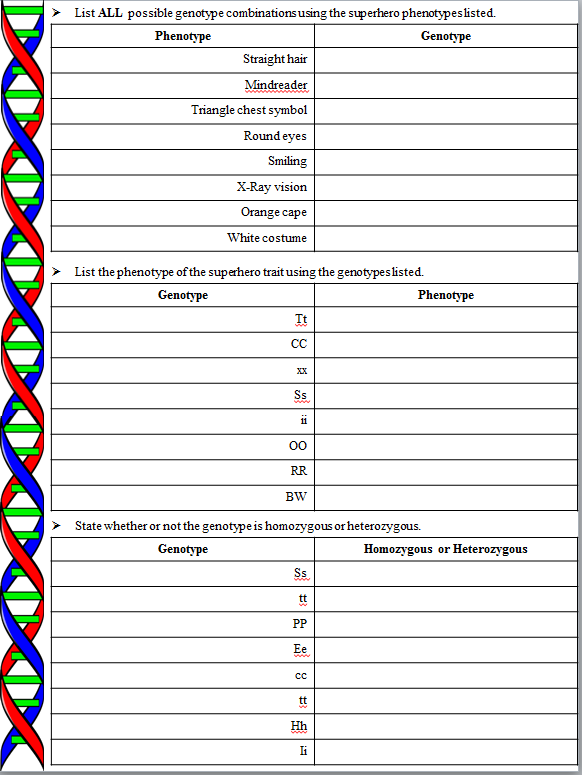 ➢ List ALL possible genotype combinations using the superhero phenotypes listed.
Phenotype Genotype
Straight hair
Mindreader
Triangle chest symbol
Round eyes
Smiling
X-Ray vision
Orange cape
White costume
➢ List the phenotype of the superhero trait using the genotypes listed.
Genotype Phenotype
Tt
CC
xx
Ss
ii
OO
RR
BW
➢ State whether or not the genotype is homozygous or heterozygous.
Genotype Homozygous or Heterozygous
Ss
tt
PP
Ee
cc
tt
Hh
Ii